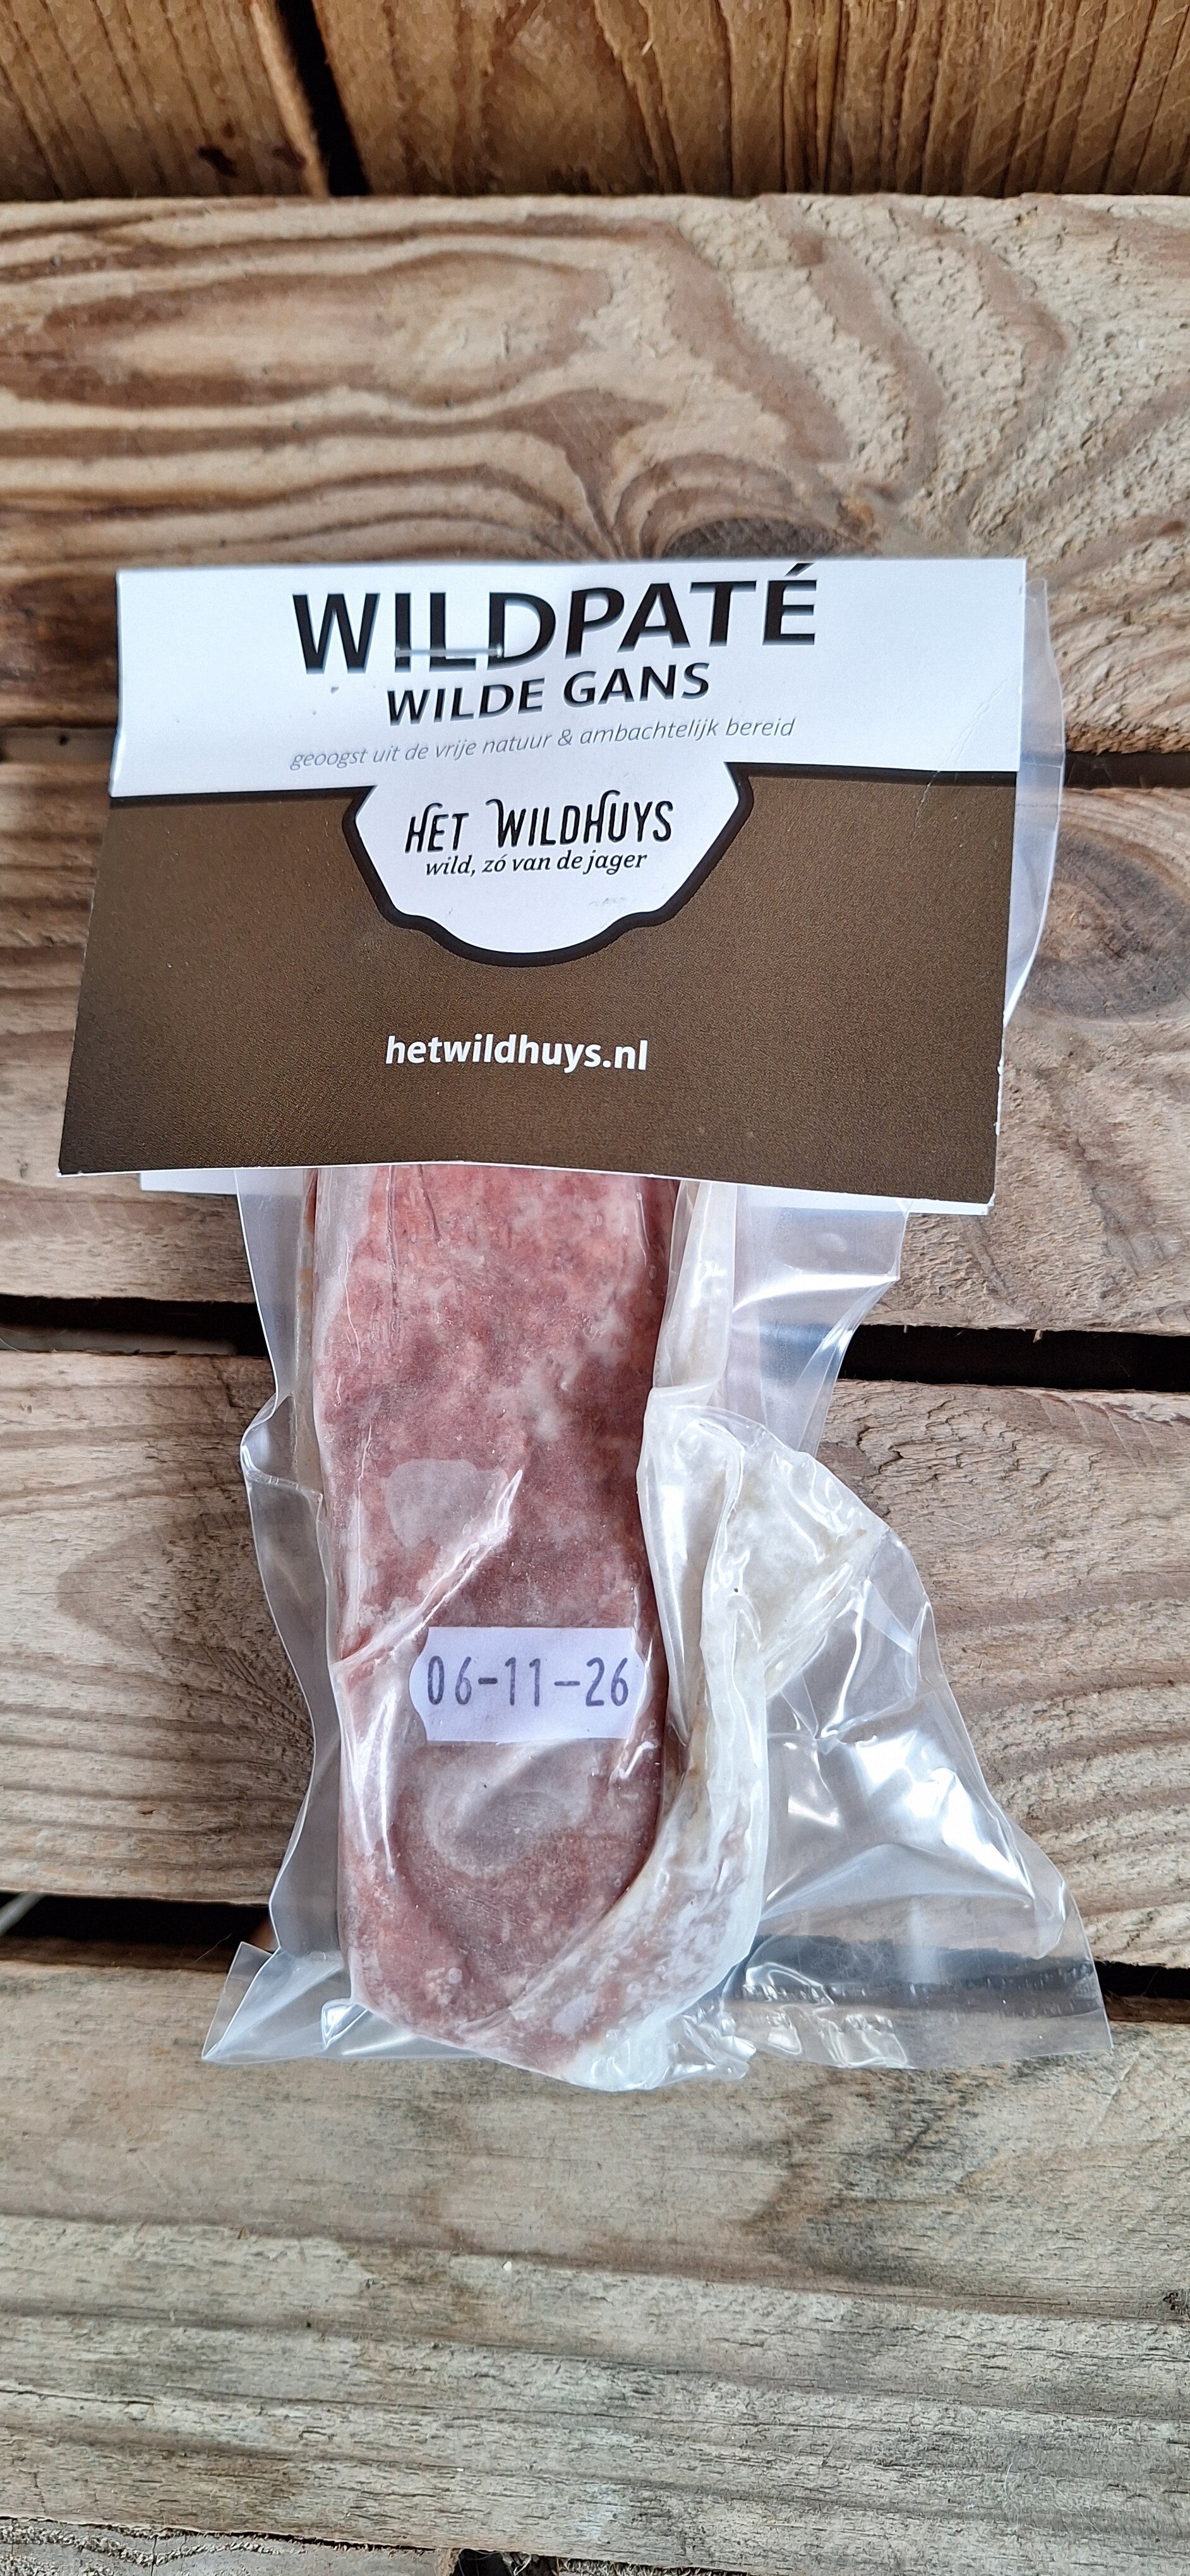 WILDPATÉ
WILDE GANS
geoogst uit de vrije natuur & ambachtelijk bereid
HET WILDHUYS
wild, zó van de jager
hetwildhuys.nl
06-11-26